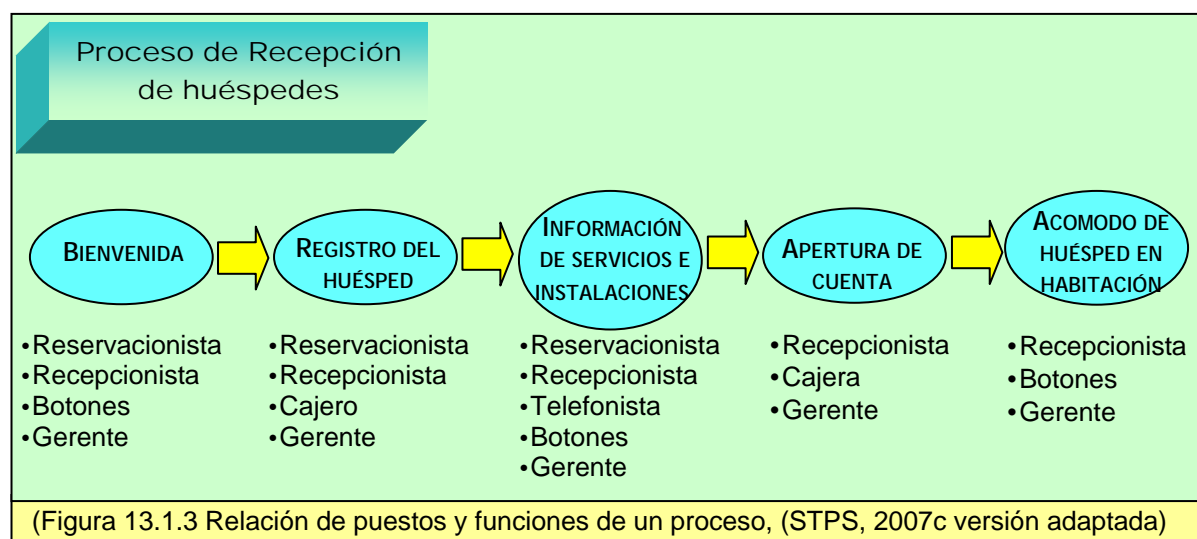 Proceso de Recepción
de huéspedes
BIENVENIDA
REGISTRO DEL
HUÉSPED
INFORMACIÓN
DE SERVICIOS E
INSTALACIONES
APERTURA DE
CUENTA
ACOMODO DE
HUÉSPED EN
HABITACIÓN
•Reservacionista
•Recepcionista
•Botones
•Gerente
•Reservacionista
•Recepcionista
•Cajero
•Gerente
•Reservacionista
•Recepcionista
•Telefonista
•Botones
•Gerente
•Recepcionista
•Cajera
•Gerente
•Recepcionista
•Botones
•Gerente
(Figura 13.1.3 Relación de puestos y funciones de un proceso, (STPS, 2007c versión adaptada)